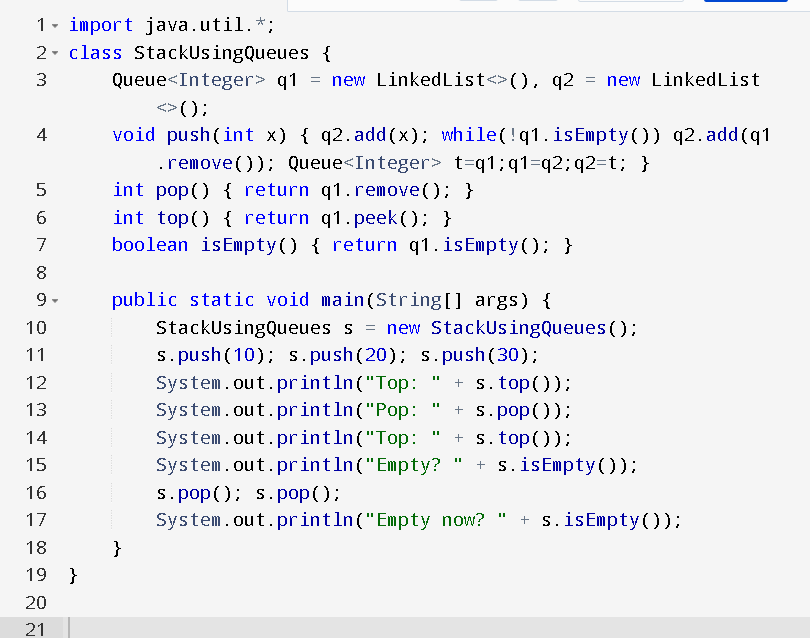 1 import java.util.*;
2 class StackUsingQueues {
3     Queue<Integer> q1 = new LinkedList<>(), q2 = new LinkedList
        <>();
4     void push(int x) { q2.add(x); while(!q1.isEmpty()) q2.add(q1
        .remove()); Queue<Integer> t=q1;q1=q2;q2=t; }
5     int pop() { return q1.remove(); }
6     int top() { return q1.peek(); }
7     boolean isEmpty() { return q1.isEmpty(); }
8
9     public static void main(String[] args) {
10         StackUsingQueues s = new StackUsingQueues();
11         s.push(10); s.push(20); s.push(30);
12         System.out.println("Top: " + s.top());
13         System.out.println("Pop: " + s.pop());
14         System.out.println("Top: " + s.top());
15         System.out.println("Empty? " + s.isEmpty());
16         s.pop(); s.pop();
17         System.out.println("Empty now? " + s.isEmpty());
18     }
19 }
20
21